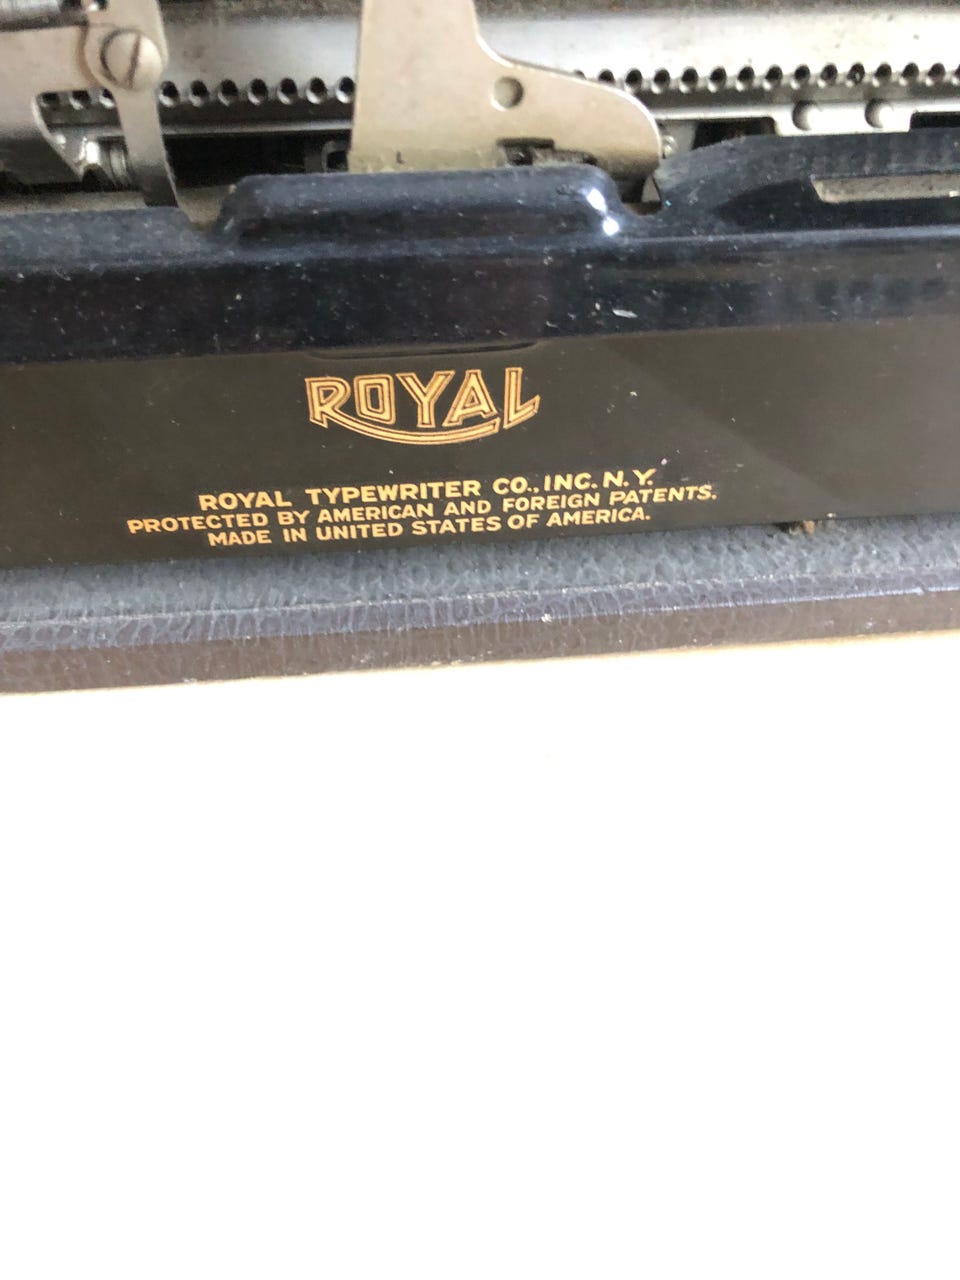 ROYAL
ROYAL TYPEWRITER CO., INC. N.Y.
PROTECTED BY AMERICAN AND FOREIGN PATENTS.
MADE IN UNITED STATES OF AMERICA.